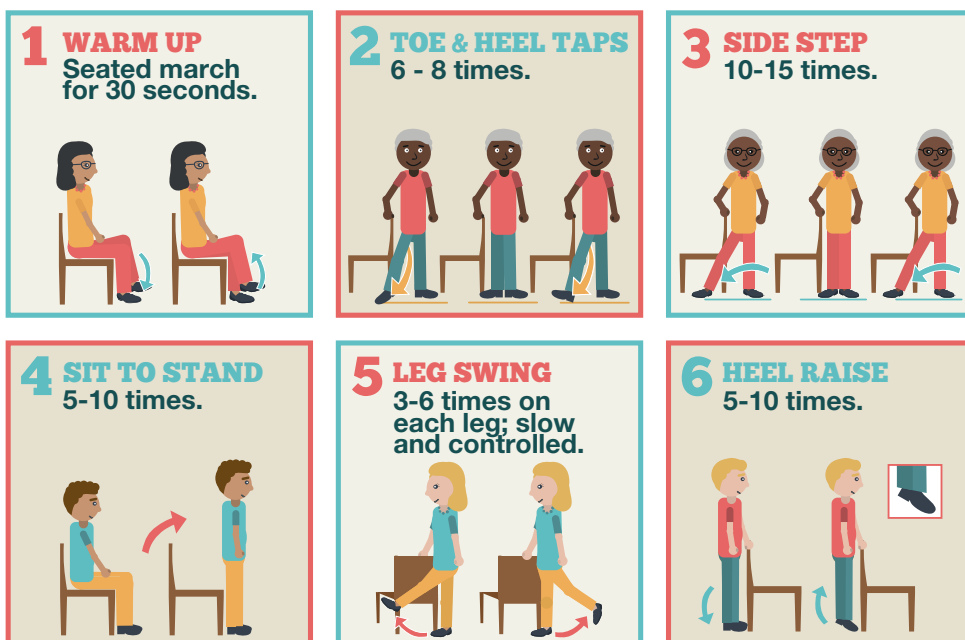 1 WARM UP
Seated march
for 30 seconds.
2 TOE & HEEL TAPS
6 - 8 times.
3 SIDE STEP
10-15 times.
4 SIT TO STAND
5-10 times.
5 LEG SWING
3-6 times on
each leg; slow
and controlled.
6 HEEL RAISE
5-10 times.